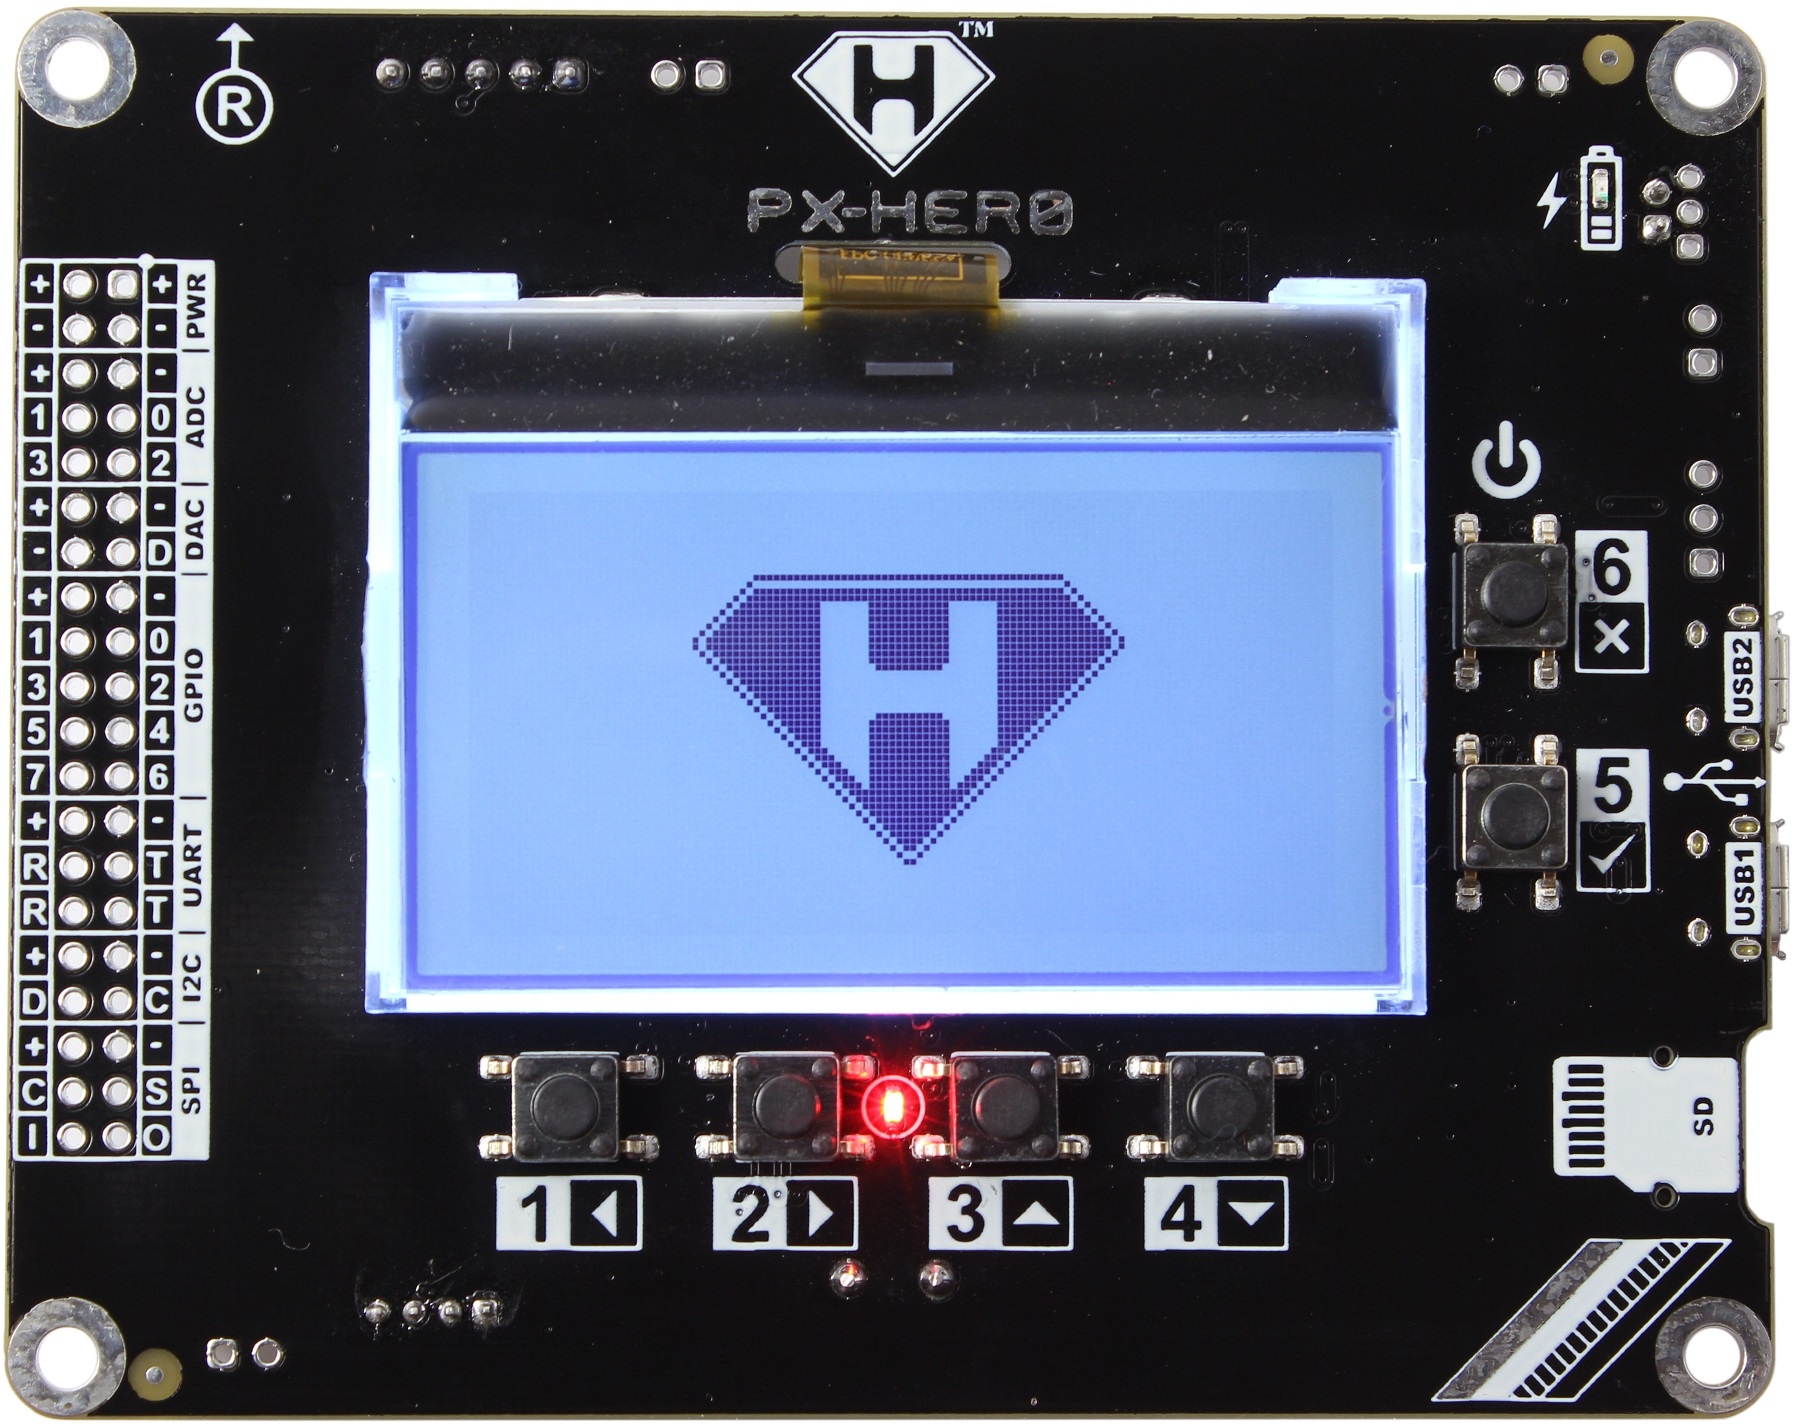 TM
H
R
PX-HER0
+ +
- -
PWR
+ -
1 0
3 2
ADC
+ -
- D
DAC
+ -
1 0
3 2
5 4
7 6
GPIO
+ -
R T
R T
UART
+ -
D C
I2C
+ -
C S
I O
SPI
H
6
5
USB2
USB1
SD
1
2
3
4